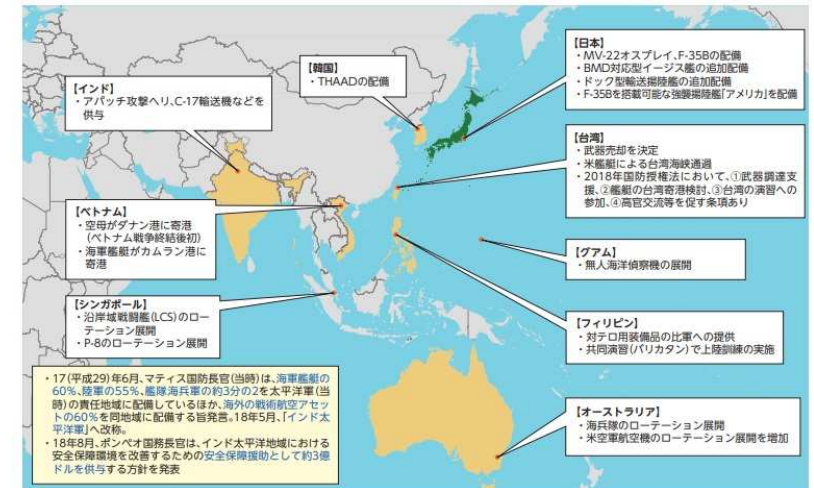 【インド】
・アパッチ攻撃ヘリ、C-17輸送機などを
供与
【韓国】
・THAADの配備
【日本】
・MV-22オスプレイ、F-35Bの配備
・BMD対応型イージス艦の追加配備
・ドック型輸送揚陸艦の追加配備
・F-35Bを搭載可能な強襲揚陸艦「アメリカ」を配備
【台湾】
・武器売却を決定
・米艦艇による台湾海峡通過
・2018年国防授権法において、①武器調達支
援、②艦艇の台湾寄港検討、③台湾の演習への
参加、④高官交流等を促す条項あり
【ベトナム】
・空母がダナン港に寄港
(ベトナム戦争終結後初)
・海軍艦艇がカムラン港に
寄港
【グアム】
・無人海洋偵察機の展開
【シンガポール】
・沿岸域戦闘艦(LCS)のロー
テーション展開
・P-8のローテーション展開
【フィリピン】
・対テロ用装備品の比軍への提供
・共同演習(バリカタン)で上陸訓練の実施
・17(平成29)年6月、マティス国防長官(当時)は、海軍艦艇の
60%、陸軍の55%、艦隊海兵軍の約3分の2を太平洋軍(当
時)の責任地域に配備しているほか、海外の戦術航空アセッ
トの60%を同地域に配備する旨発言。18年5月、「インド太
平洋軍」へ改称。
・18年8月、ポンペオ国務長官は、インド太平洋地域における
安全保障環境を改善するための安全保障援助として約3億
ドルを供与する方針を発表
【オーストラリア】
・海兵隊のローテーション展開
・米空軍航空機のローテーション展開を増加